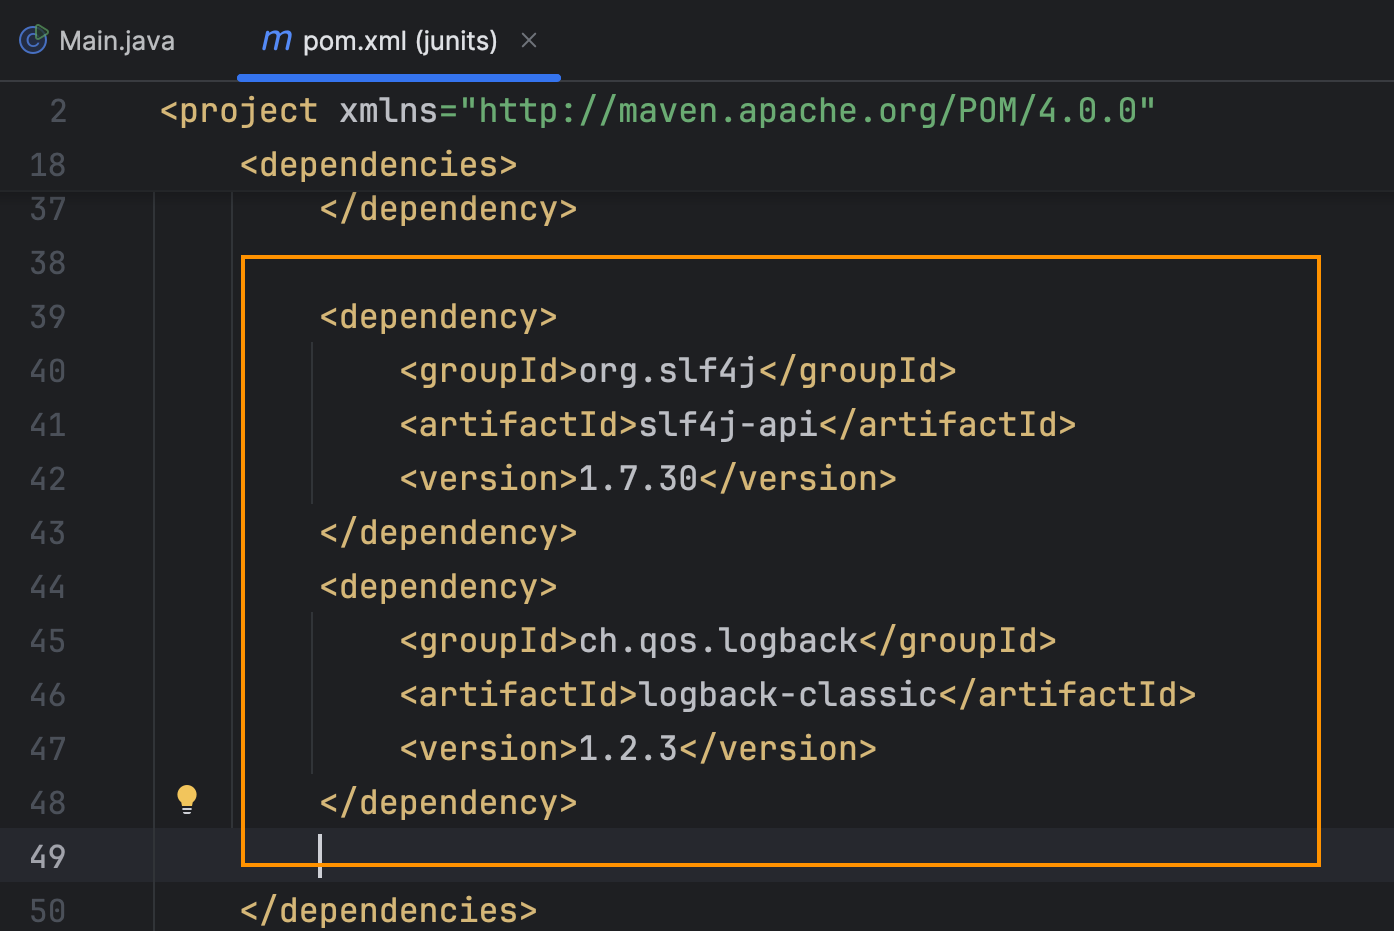 Main.java
m pom.xml (junits) ×
2 <project xmlns="http://maven.apache.org/POM/4.0.0"
18 <dependencies>
37 </dependency>
38
39 <dependency>
40 <groupId>org.slf4j</groupId>
41 <artifactId>slf4j-api</artifactId>
42 <version>1.7.30</version>
43 </dependency>
44 <dependency>
45 <groupId>ch.qos.logback</groupId>
46 <artifactId>logback-classic</artifactId>
47 <version>1.2.3</version>
48 </dependency>
49
50 </dependencies>